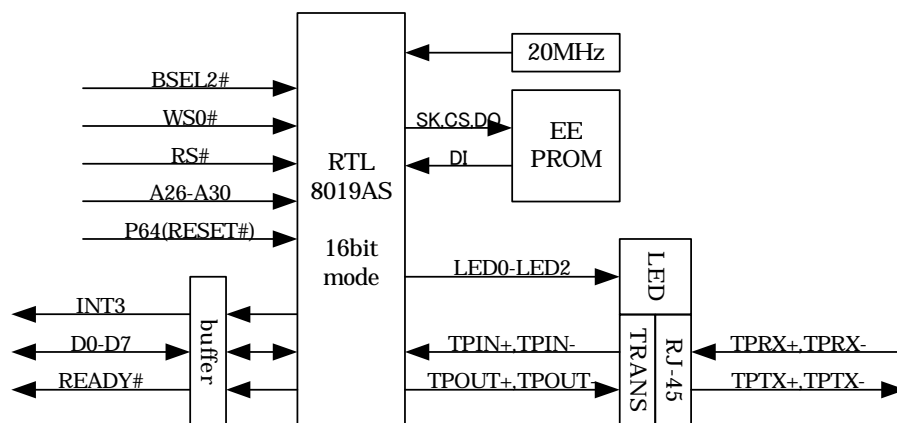 20MHz
BSEL2#
WS0#
RS#
A26-A30
P64(RESET#)
RTL
8019AS
16bit
mode
SK,CS,DO
DI
EE
PROM
LED0-LED2
LED
INT3
D0-D7
READY#
buffer
TPIN+,TPIN-
TPOUT+,TPOUT-
TRANS
RJ-45
TPRX+,TPRX-
TPTX+,TPTX-